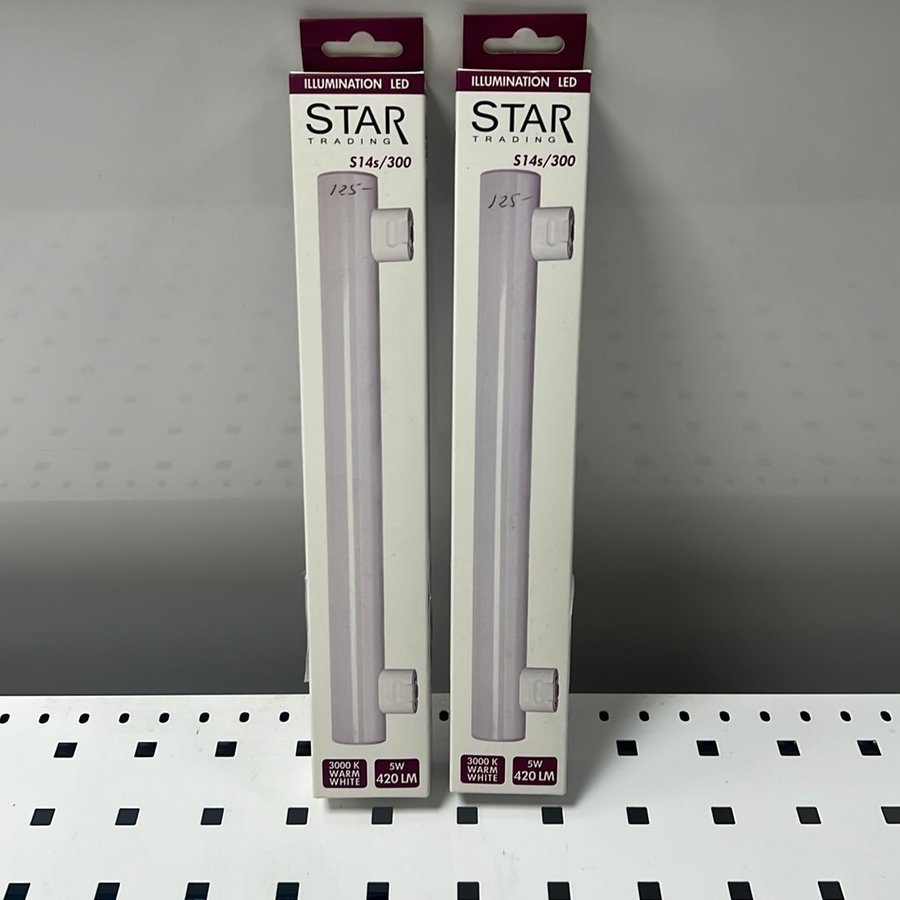 ILLUMINATION LED
STAR
TRADING
S14s/300
125-
3000 K
WARM
WHITE
5W
420 LM
ILLUMINATION LED
STAR
TRADING
S14s/300
125-
3000 K
WARM
WHITE
5W
420 LM